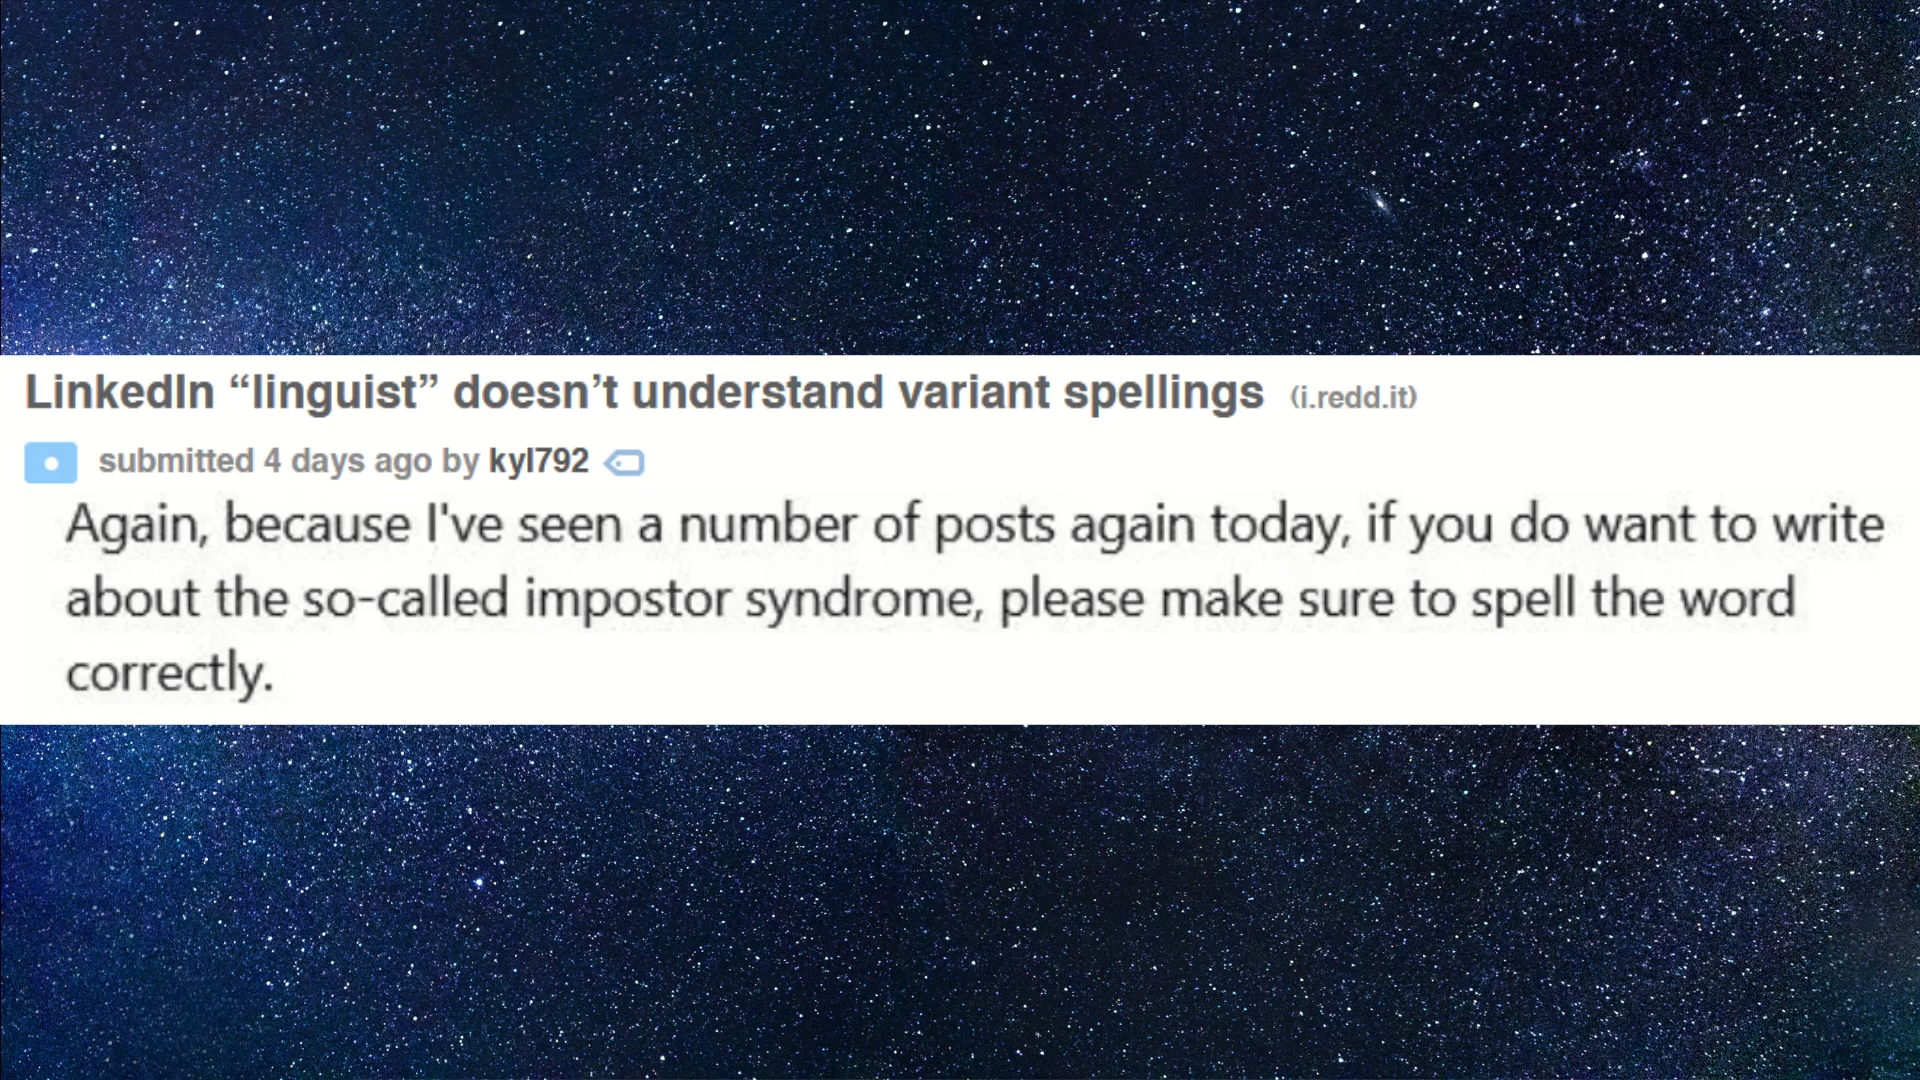 LinkedIn “linguist” doesn’t understand variant spellings (i.redd.it)
submitted 4 days ago by kyl792
Again, because I've seen a number of posts again today, if you do want to write
about the so-called impostor syndrome, please make sure to spell the word
correctly.